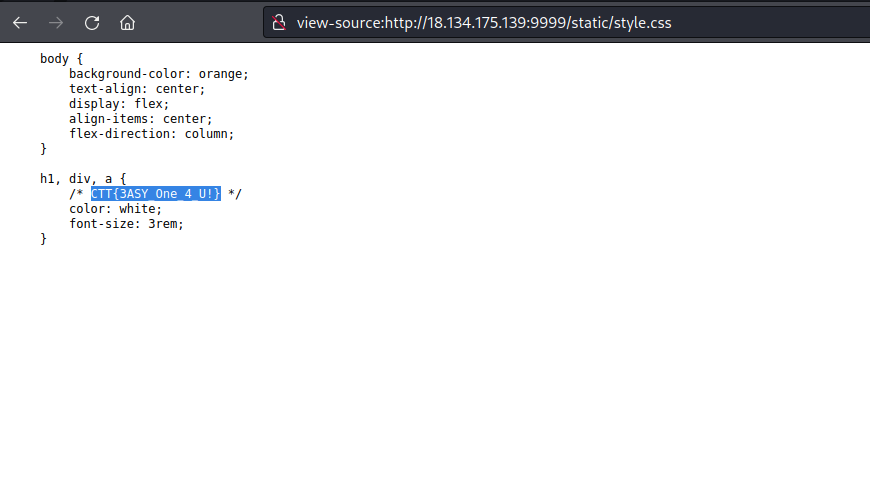 view-source:http://18.134.175.139:9999/static/style.css
body {
    background-color: orange;
    text-align: center;
    display: flex;
    align-items: center;
    flex-direction: column;
}

h1, div, a {
    /* CTT{3ASY_One_4_U!} */
    color: white;
    font-size: 3rem;
}